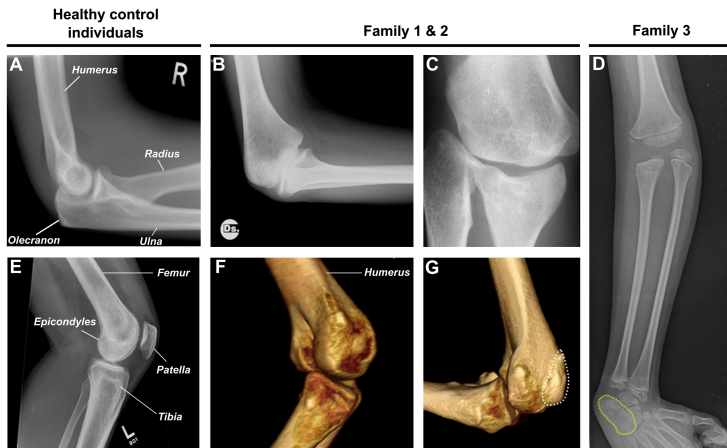 Healthy control
individuals
Family 1 & 2
Family 3
A
Humerus
R
Radius
Olecranon
Ulna
B
Ds.
C
D
E
Femur
Epicondyles
Patella
Tibia
L
F
Humerus
G